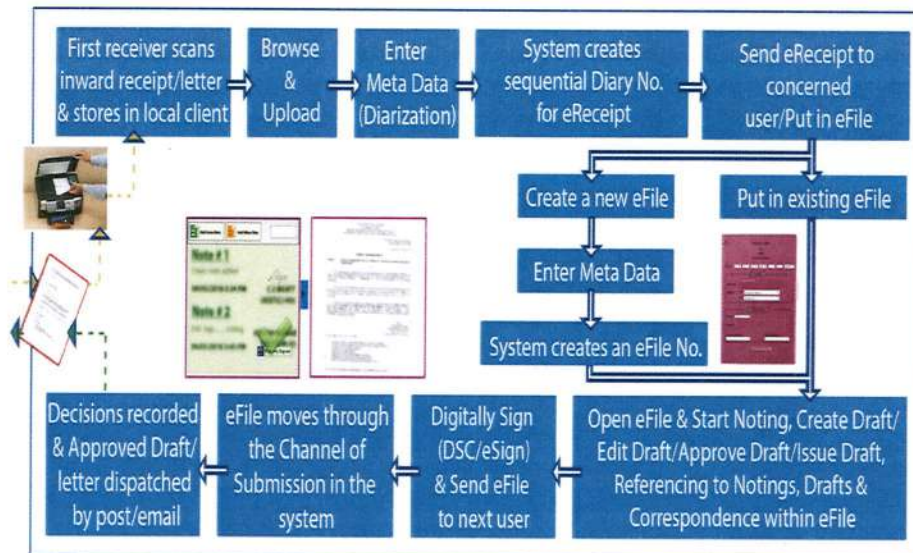 First receiver scans
inward receipt/letter
& stores in local client
Browse
&
Upload
Enter
Meta Data
(Diarization)
System creates
sequential Diary No.
for eReceipt
Send eReceipt to
concerned
user/Put in eFile
Create a new eFile
Put in existing eFile
Enter Meta Data
System creates an eFile No.
Note # 1
Note # 2
Open eFile & Start Noting, Create Draft/
Edit Draft/Approve Draft/Issue Draft,
Referencing to Notings, Drafts &
Correspondence within eFile
Digitally Sign
(DSC/eSign)
& Send eFile
to next user
eFile moves through
the Channel of
Submission in the
system
Decisions recorded
& Approved Draft/
letter dispatched
by post/email